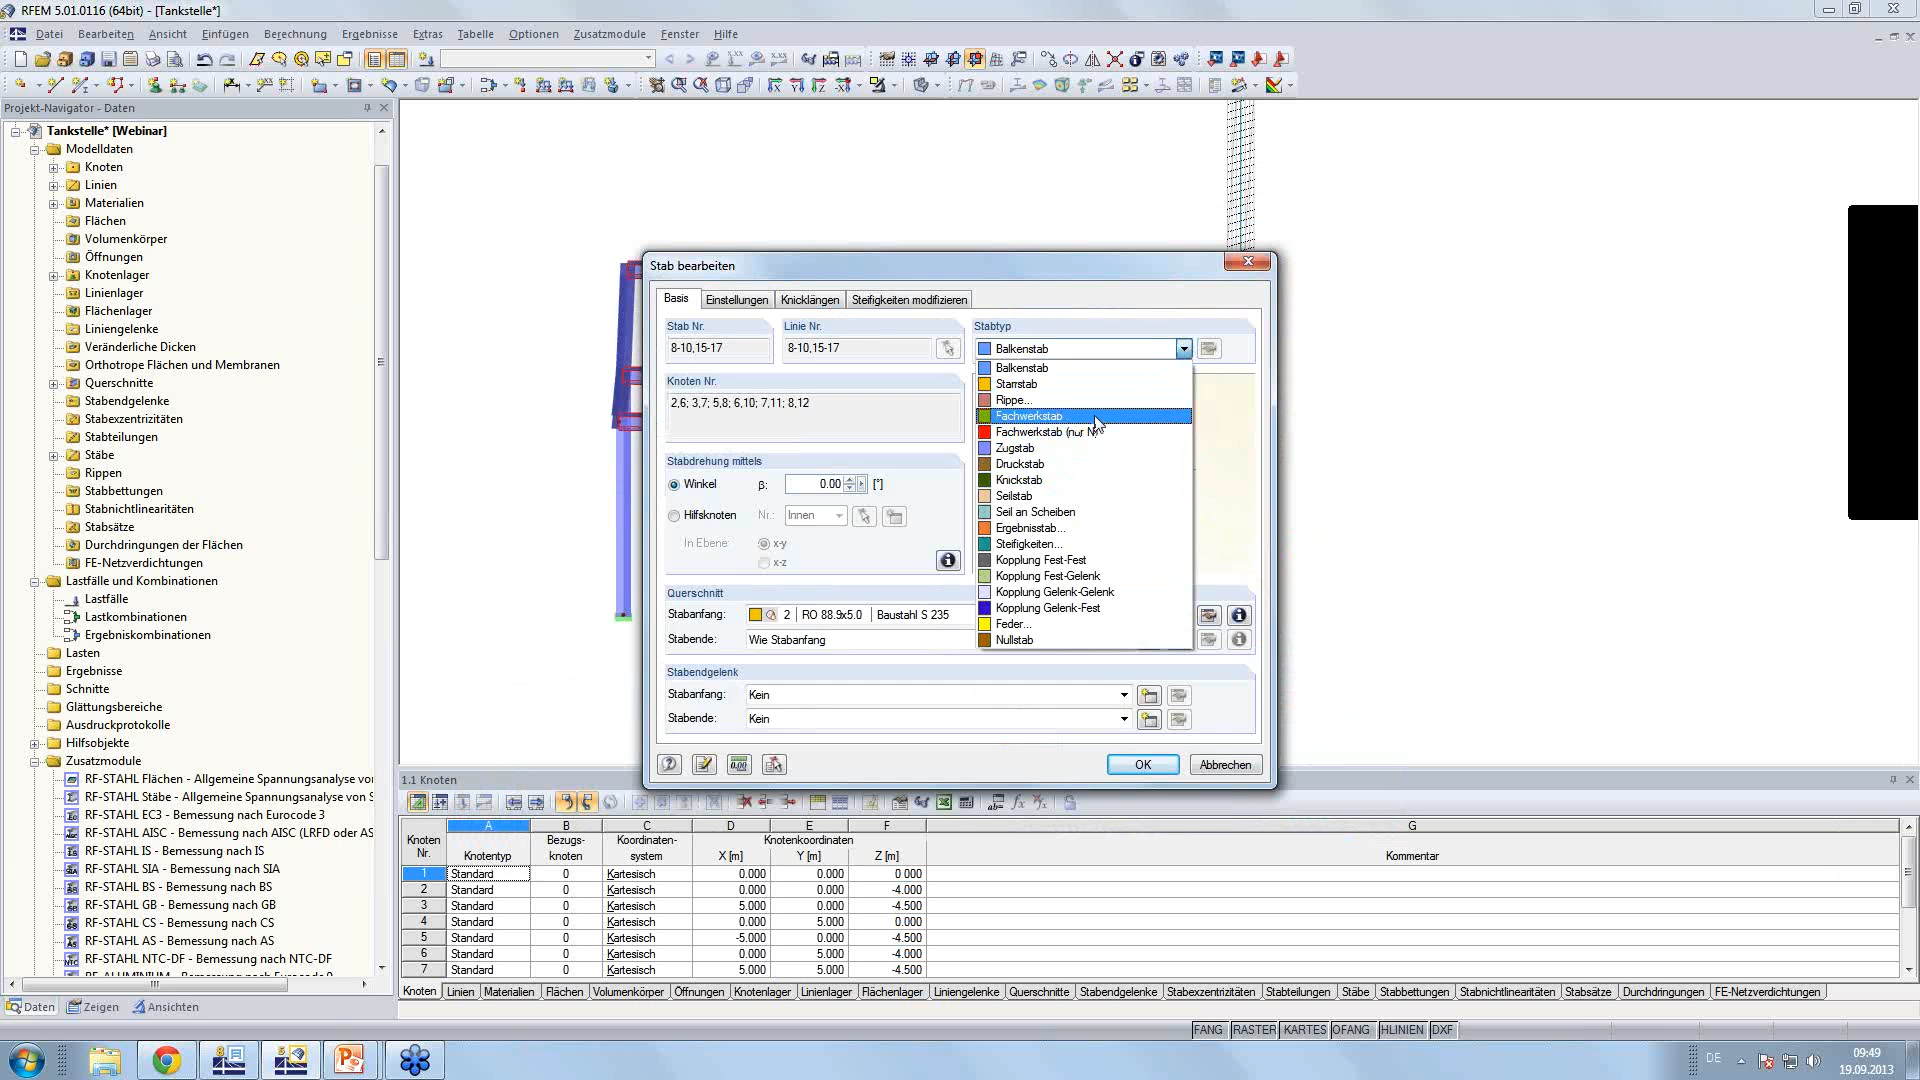 RFEM 5.01.0116 (64bit) - [Tankstelle*]
Datei Bearbeiten Ansicht Einfügen Berechnung Ergebnisse Extras Tabelle Optionen Zusatzmodule Fenster Hilfe
Projekt-Navigator - Daten
Tankstelle* [Webinar]
Modelldaten
Knoten
Linien
Materialien
Flächen
Volumenkörper
Öffnungen
Knotenlager
Linienlager
Flächenlager
Liniengelenke
Veränderliche Dicken
Orthotrope Flächen und Membranen
Querschnitte
Stabendgelenke
Stabexzentrizitäten
Stabteilungen
Stäbe
Rippen
Stabbettungen
Stabnichtlinearitäten
Stabsätze
Durchdringungen der Flächen
FE-Netzverdichtungen
Lastfälle und Kombinationen
Lastfälle
Lastkombinationen
Ergebniskombinationen
Lasten
Ergebnisse
Schnitte
Glättungsbereiche
Ausdruckprotokolle
Hilfsobjekte
Zusatzmodule
RF-STAHL Flächen - Allgemeine Spannungsanalyse vo
RF-STAHL Stäbe - Allgemeine Spannungsanalyse von S
RF-STAHL EC3 - Bemessung nach Eurocode 3
RF-STAHL AISC - Bemessung nach AISC (LRFD oder AS
RF-STAHL IS - Bemessung nach IS
RF-STAHL SIA - Bemessung nach SIA
RF-STAHL BS - Bemessung nach BS
RF-STAHL GB - Bemessung nach GB
RF-STAHL CS - Bemessung nach CS
RF-STAHL AS - Bemessung nach AS
RF-STAHL NTC-DF - Bemessung nach NTC-DF
RF-ALUMINIUM - Bemessung nach Eurocode 9
Daten Zeigen Ansichten
Stab bearbeiten
Basis Einstellungen Knicklängen Steifigkeiten modifizieren
Stab Nr. Linie Nr. Stabtyp
8-10,15-17 8-10,15-17 Balkenstab
Balkenstab
Starrstab
Rippe...
Fachwerkstab
Fachwerkstab (nur N)
Zugstab
Druckstab
Knickstab
Seilstab
Seil an Scheiben
Ergebnisstab...
Steifigkeiten...
Kopplung Fest-Fest
Kopplung Fest-Gelenk
Kopplung Gelenk-Gelenk
Kopplung Gelenk-Fest
Feder...
Nullstab
Knoten Nr.
2,6; 3,7; 5,8; 6,10; 7,11; 8,12
Stabdrehung mittels
Winkel β: 0.00 [°]
Hilfsknoten Nr.: Innen
In Ebene: x-y
x-z
Querschnitt
Stabanfang: 2 RO 88.9x5.0 Baustahl S 235
Stabende: Wie Stabanfang
Stabendgelenk
Stabanfang: Kein
Stabende: Kein
OK Abbrechen
1.1 Knoten
A B C D E F G
Knoten Bezugs- Koordinaten- Knotenkoordinaten
Nr. Knotentyp knoten system X [m] Y [m] Z [m] Kommentar
1 Standard 0 Kartesisch 0.000 0.000 0.000
2 Standard 0 Kartesisch 0.000 0.000 -4.000
3 Standard 0 Kartesisch 5.000 0.000 -4.500
4 Standard 0 Kartesisch 0.000 5.000 0.000
5 Standard 0 Kartesisch -5.000 0.000 -4.500
6 Standard 0 Kartesisch 0.000 5.000 -4.000
7 Standard 0 Kartesisch 5.000 5.000 -4.500
Knoten Linien Materialien Flächen Volumenkörper Öffnungen Knotenlager Linienlager Flächenlager Liniengelenke Querschnitte Stabendgelenke Stabexzentrizitäten Stabteilungen Stäbe Stabbettungen Stabnichtlinearitäten Stabsätze Durchdringungen FE-Netzverdichtungen
FANG RASTER KARTES OFANG HLINIEN DXF
DE 09:49
19.09.2013